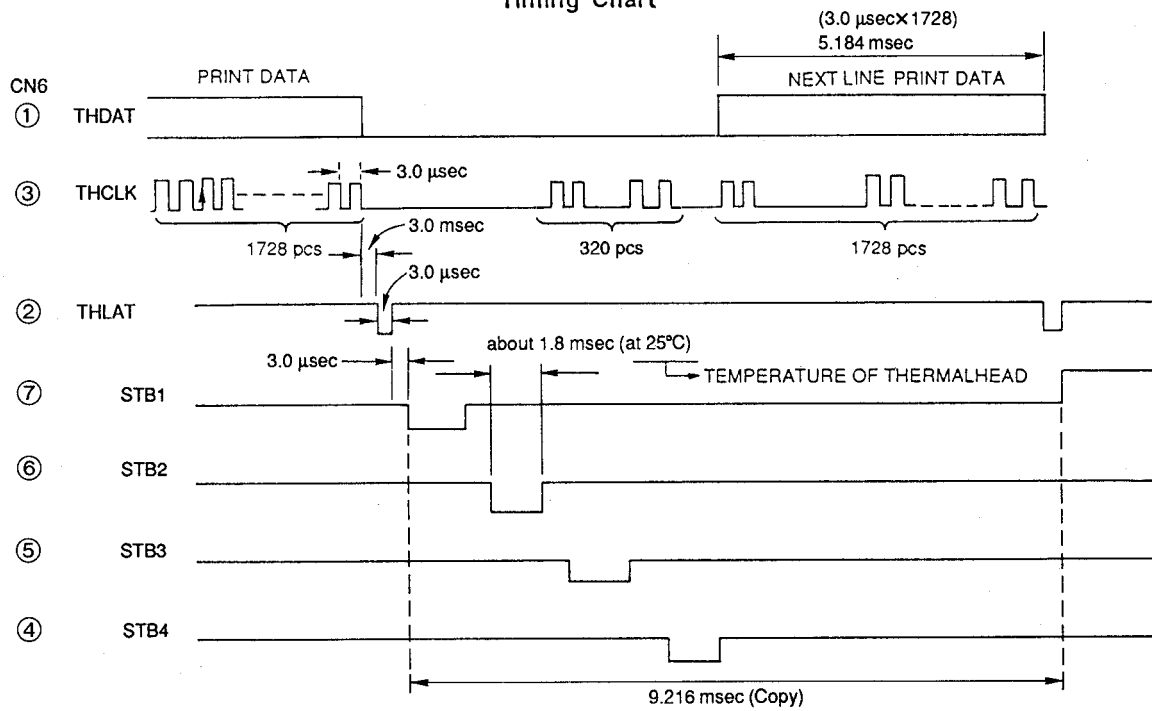 Timing Chart
(3.0 μsec×1728)
5.184 msec
CN6
PRINT DATA
NEXT LINE PRINT DATA
① THDAT
③ THCLK
3.0 μsec
3.0 msec
1728 pcs
320 pcs
1728 pcs
3.0 μsec
② THLAT
about 1.8 msec (at 25°C)
3.0 μsec
TEMPERATURE OF THERMALHEAD
⑦ STB1
⑥ STB2
⑤ STB3
④ STB4
9.216 msec (Copy)